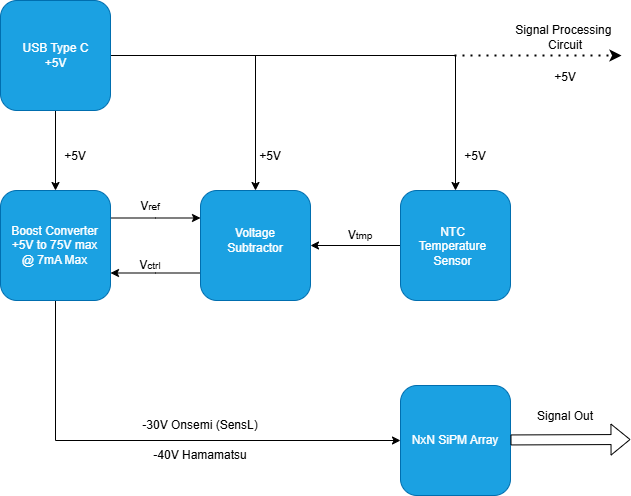 USB Type C
+5V
Signal Processing
Circuit
+5V
+5V
+5V
+5V
Boost Converter
+5V to 75V max
@ 7mA Max
Vref
Vctrl
Voltage
Subtractor
Vtmp
NTC
Temperature
Sensor
-30V Onsemi (SensL)
-40V Hamamatsu
NxN SiPM Array
Signal Out